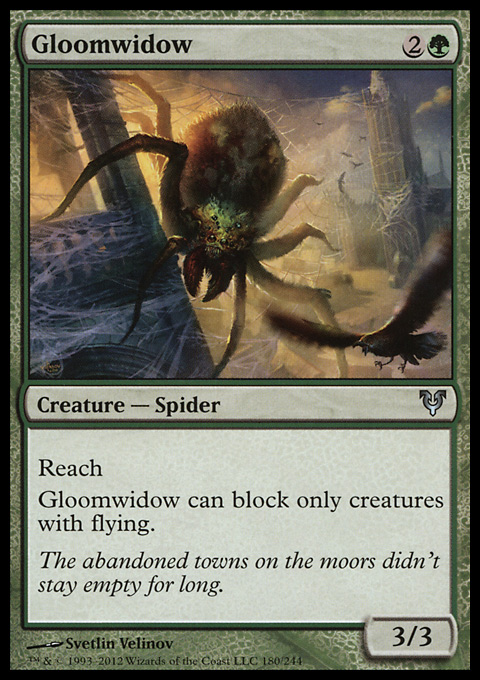 Gloomwidow 2
Creature — Spider
Reach
Gloomwidow can block only creatures
with flying.
The abandoned towns on the moors didn't
stay empty for long.
Svetlin Velinov
3/3
™ & © 1993–2012 Wizards of the Coast LLC 180/244